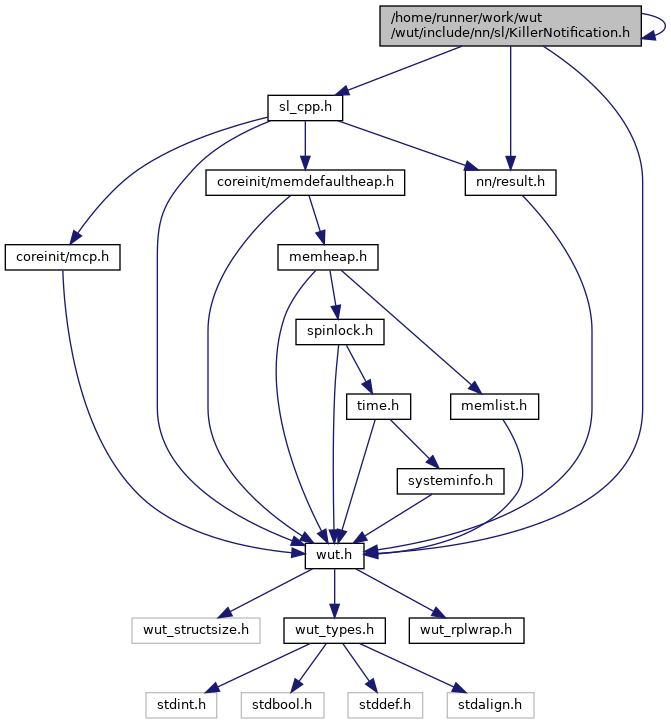 /home/runner/work/wut
/wut/include/nn/sl/KillerNotification.h
sl_cpp.h
coreinit/memdefaultheap.h
nn/result.h
coreinit/mcp.h
memheap.h
spinlock.h
time.h
memlist.h
systeminfo.h
wut.h
wut_structsize.h
wut_types.h
wut_rplwrap.h
stdint.h
stdbool.h
stddef.h
stdalign.h